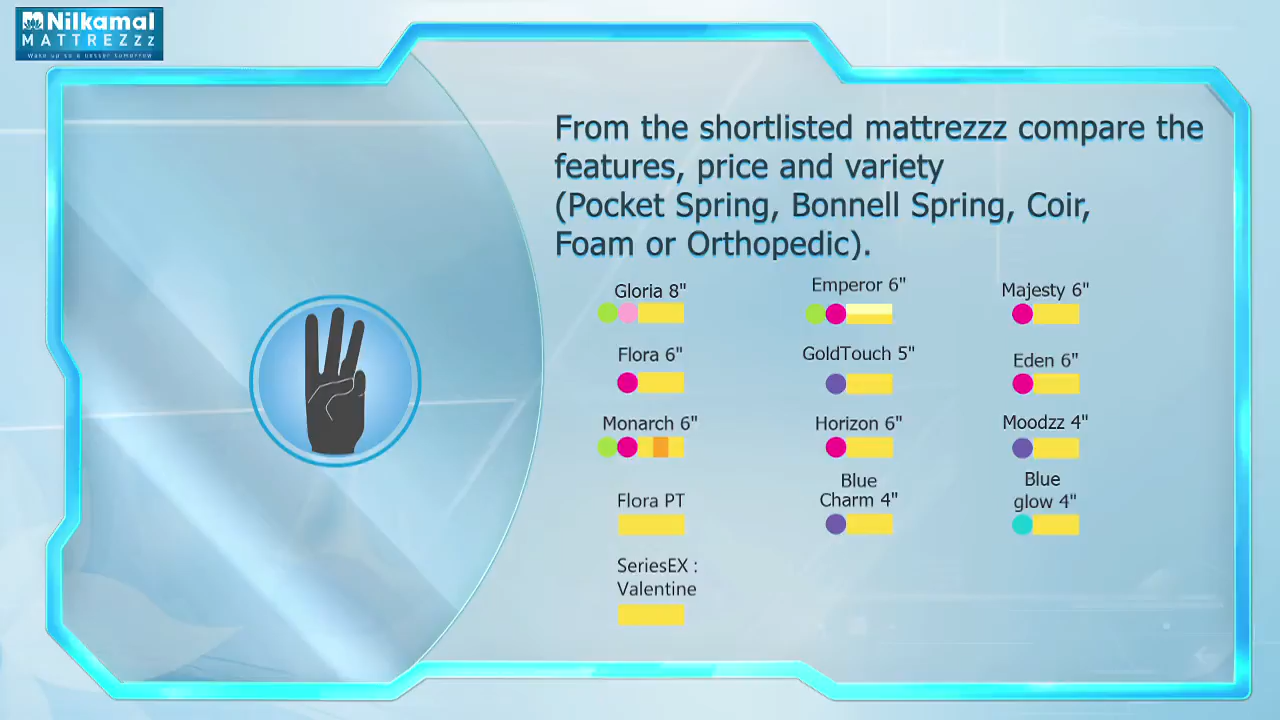 Nilkamal
MATTREZZZ
From the shortlisted mattrezzz compare the
features, price and variety
(Pocket Spring, Bonnell Spring, Coir,
Foam or Orthopedic).
Gloria 8"
Emperor 6"
Majesty 6"
Flora 6"
GoldTouch 5"
Eden 6"
Monarch 6"
Horizon 6"
Moodzz 4"
Flora PT
Blue
Charm 4"
Blue
glow 4"
SeriesEX :
Valentine